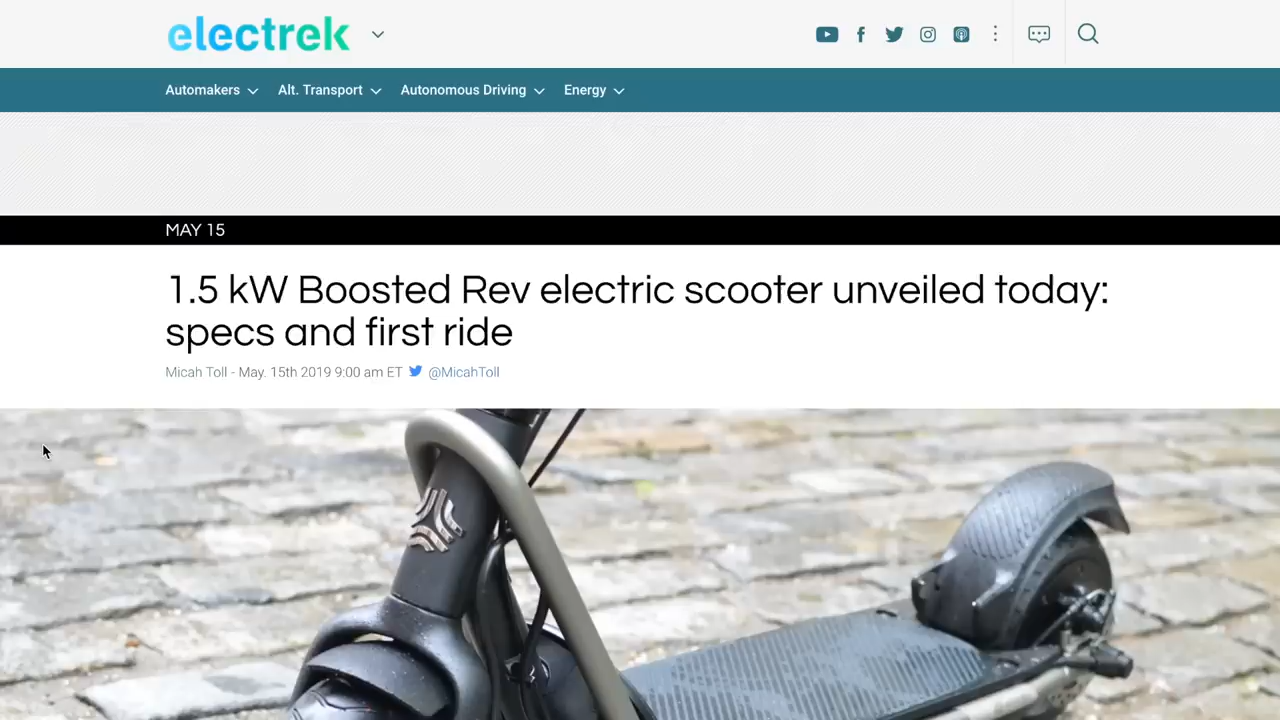 electrek
Automakers Alt. Transport Autonomous Driving Energy
MAY 15
1.5 kW Boosted Rev electric scooter unveiled today:
specs and first ride
Micah Toll - May. 15th 2019 9:00 am ET @MicahToll